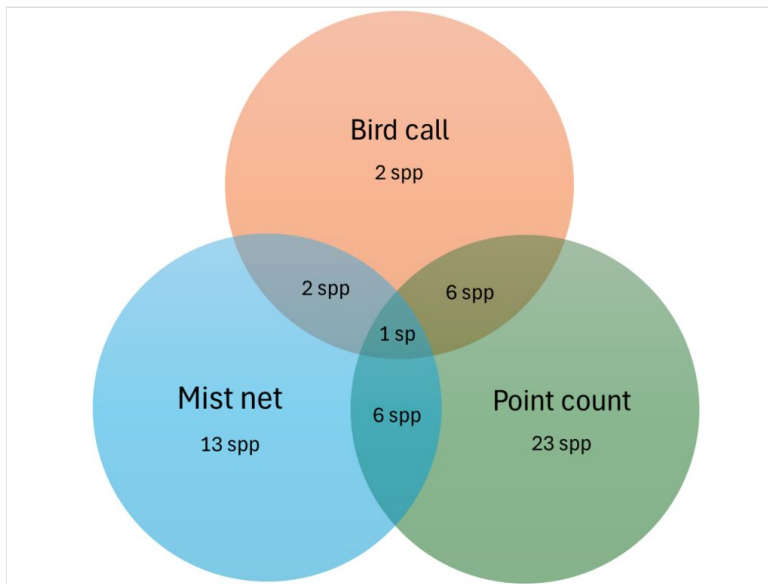 Bird call
2 spp
2 spp
6 spp
1 sp
Mist net
13 spp
6 spp
Point count
23 spp